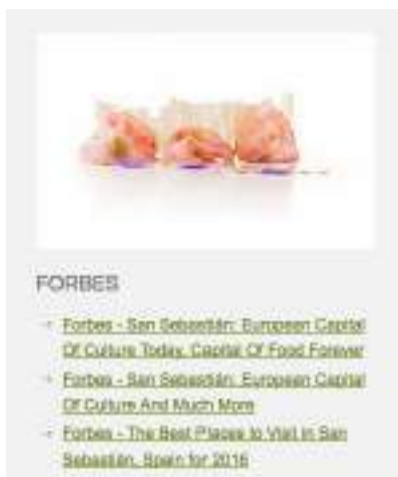 FORBES
Forbes - San Sebastián: European Capital
Of Culture Today, Capital Of Food Forever
Forbes - San Sebastián: European Capital
Of Culture And Much More
Forbes - The Best Places to Visit in San
Sebastián, Spain for 2016